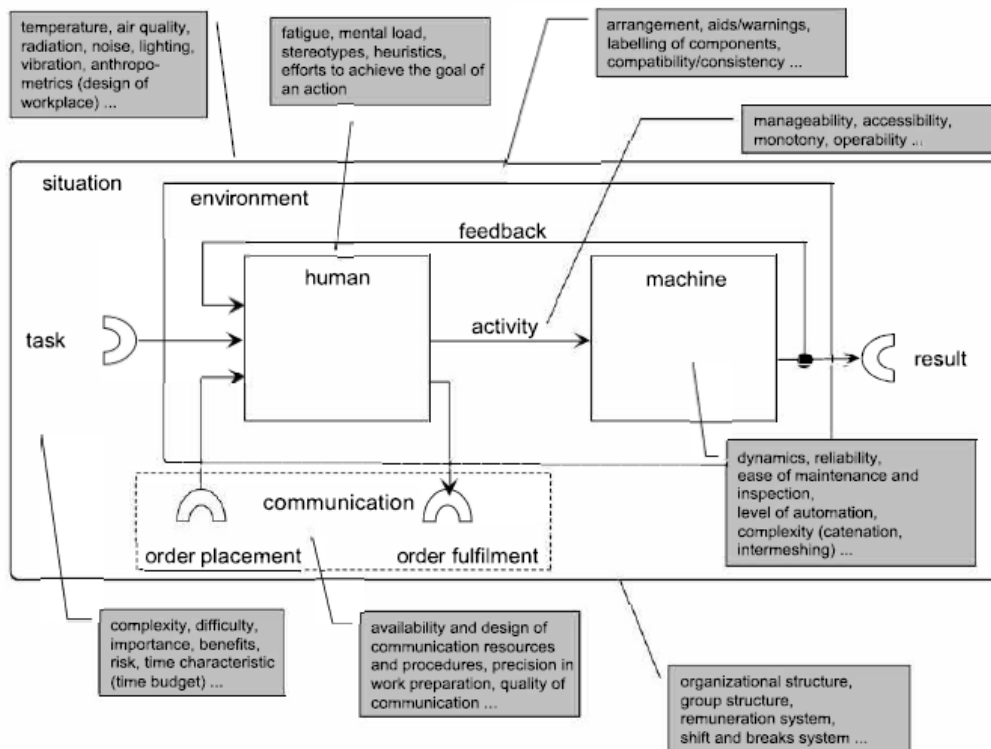 temperature, air quality,
radiation, noise, lighting,
vibration, anthropo-
metrics (design of
workplace) ...
fatigue, mental load,
stereotypes, heuristics,
efforts to achieve the goal of
an action
arrangement, aids/warnings,
labelling of components,
compatibility/consistency ...
manageability, accessibility,
monotony, operability ...
situation
environment
feedback
human
machine
task
activity
result
communication
order placement
order fulfilment
dynamics, reliability,
ease of maintenance and
inspection,
level of automation,
complexity (catenation,
intermeshing) ...
complexity, difficulty,
importance, benefits,
risk, time characteristic
(time budget) ...
availability and design of
communication resources
and procedures, precision in
work preparation, quality of
communication ...
organizational structure,
group structure,
remuneration system,
shift and breaks system ...